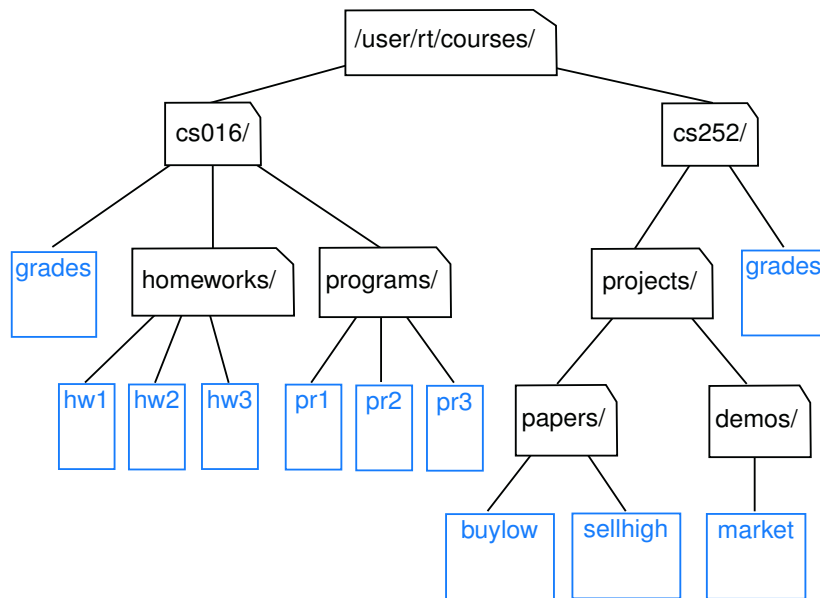 /user/rt/courses/
cs016/
cs252/
grades
homeworks/
programs/
projects/
grades
hw1
hw2
hw3
pr1
pr2
pr3
papers/
demos/
buylow
sellhigh
market